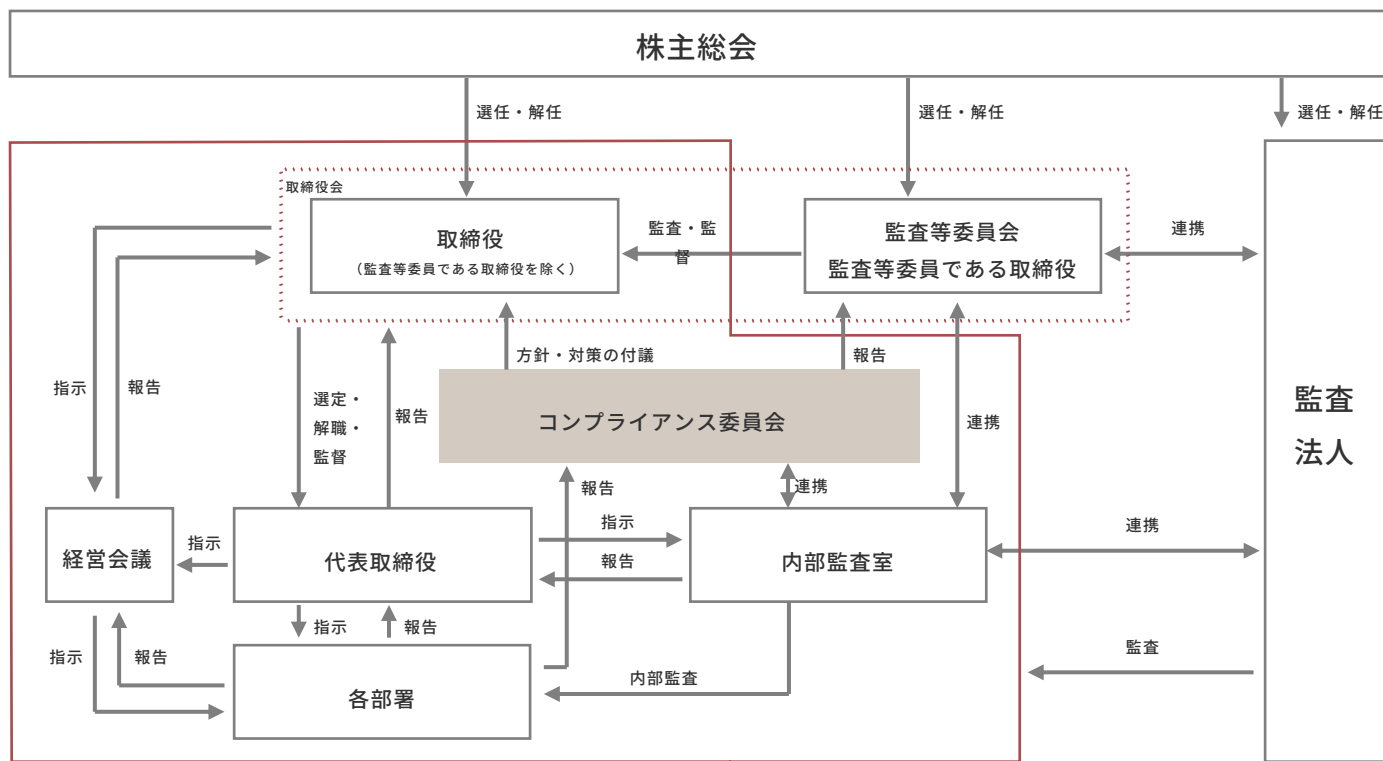 株主総会
選任・解任
選任・解任
選任・解任
取締役会
取締役
（監査等委員である取締役を除く）
監査・監
督
監査等委員会
監査等委員である取締役
連携
方針・対策の付議
報告
指示
報告
選定・
解職・
監督
報告
コンプライアンス委員会
連携
監査
法人
報告
連携
指示
連携
経営会議
指示
代表取締役
報告
内部監査室
指示
報告
指示
報告
監査
内部監査
各部署